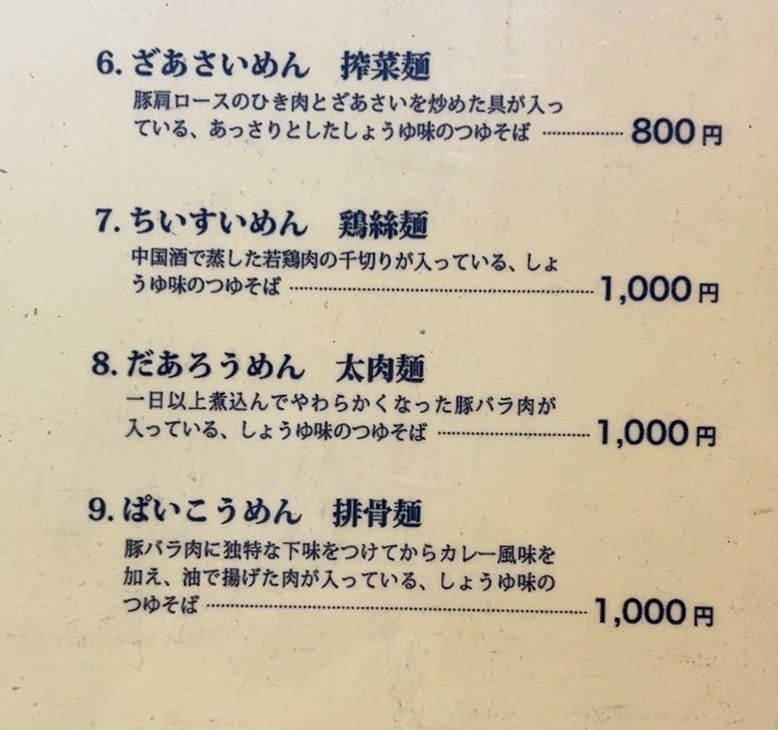 6. ざあさいめん 搾菜麺
豚肩ロースのひき肉とざあさいを炒めた具が入っ
ている、あっさりとしたしょうゆ味のつゆそば 800円
7. ちいすいめん 鶏絲麺
中国酒で蒸した若鶏肉の千切りが入っている、しょ
うゆ味のつゆそば 1,000円
8. だあろうめん 太肉麺
一日以上煮込んでやわらかくなった豚バラ肉が
入っている、しょうゆ味のつゆそば 1,000円
9. ぱいこうめん 排骨麺
豚バラ肉に独特な下味をつけてからカレー風味を
加え、油で揚げた肉が入っている、しょうゆ味の
つゆそば 1,000円